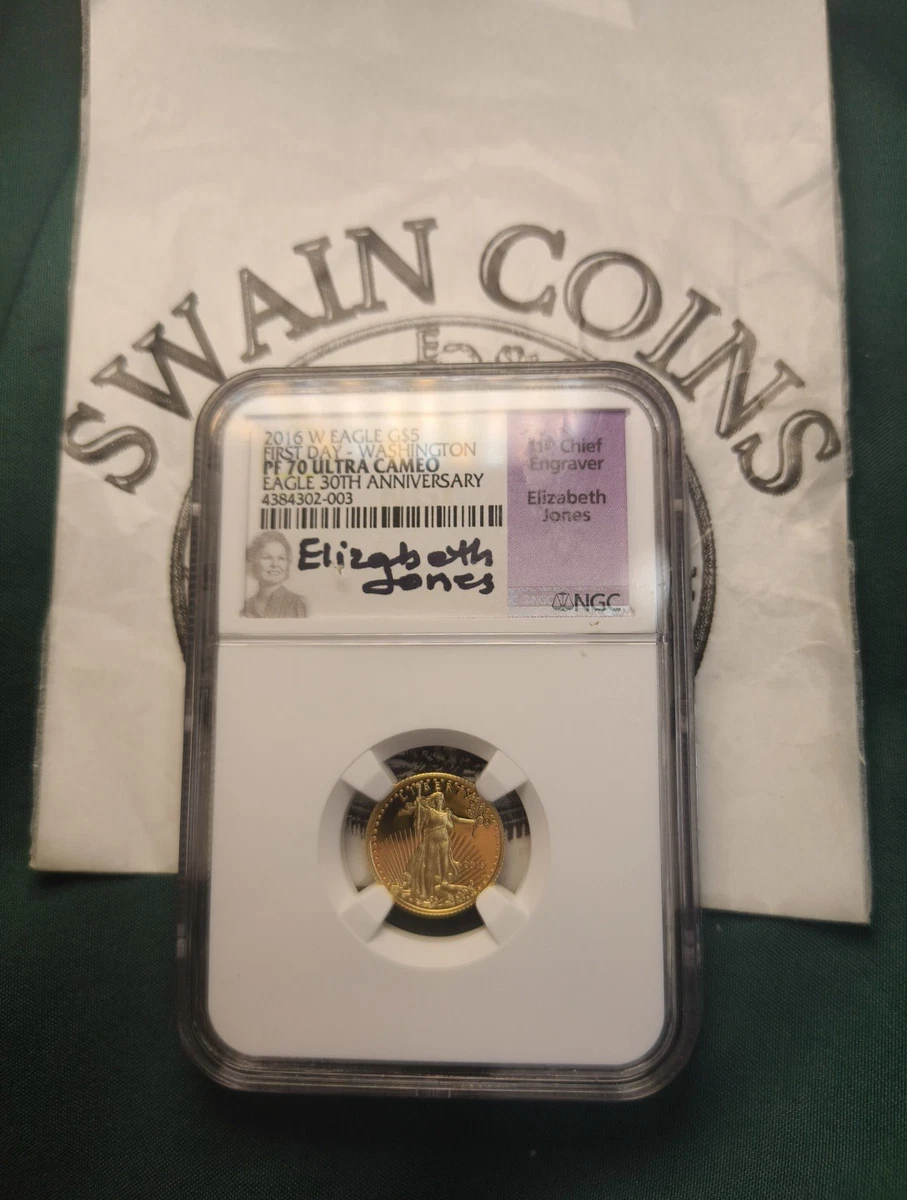 SWAIN COINS
2016 W EAGLE G$5
FIRST DAY - WASHINGTON
PF 70 ULTRA CAMEO
EAGLE 30TH ANNIVERSARY
4384302-003
Elizabeth
Jones
11th Chief
Engraver
Elizabeth
Jones
NGC
LIBERTY